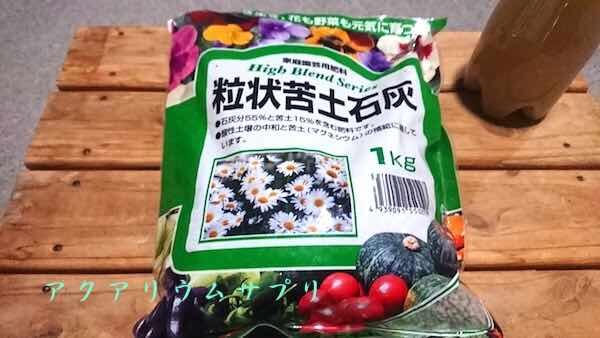 花も野菜も元気に育つ
家庭園芸用肥料
High Blend Series
粒状苦土石灰
●石灰分55%と苦土15%を含む肥料です。
●酸性土壌の中和と苦土(マグネシウム)の補給に適して
います。
1kg
アクアリウムサプリ